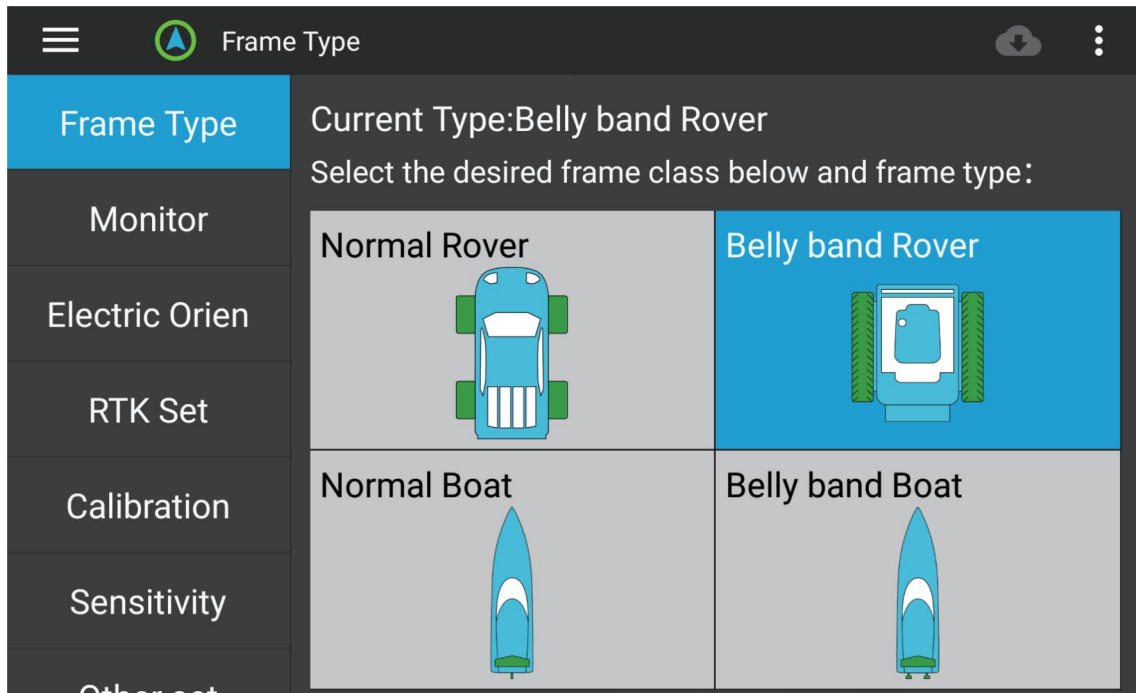 Frame Type
Frame Type
Monitor
Electric Orien
RTK Set
Calibration
Sensitivity
Current Type:Belly band Rover
Select the desired frame class below and frame type：
Normal Rover
Belly band Rover
Normal Boat
Belly band Boat